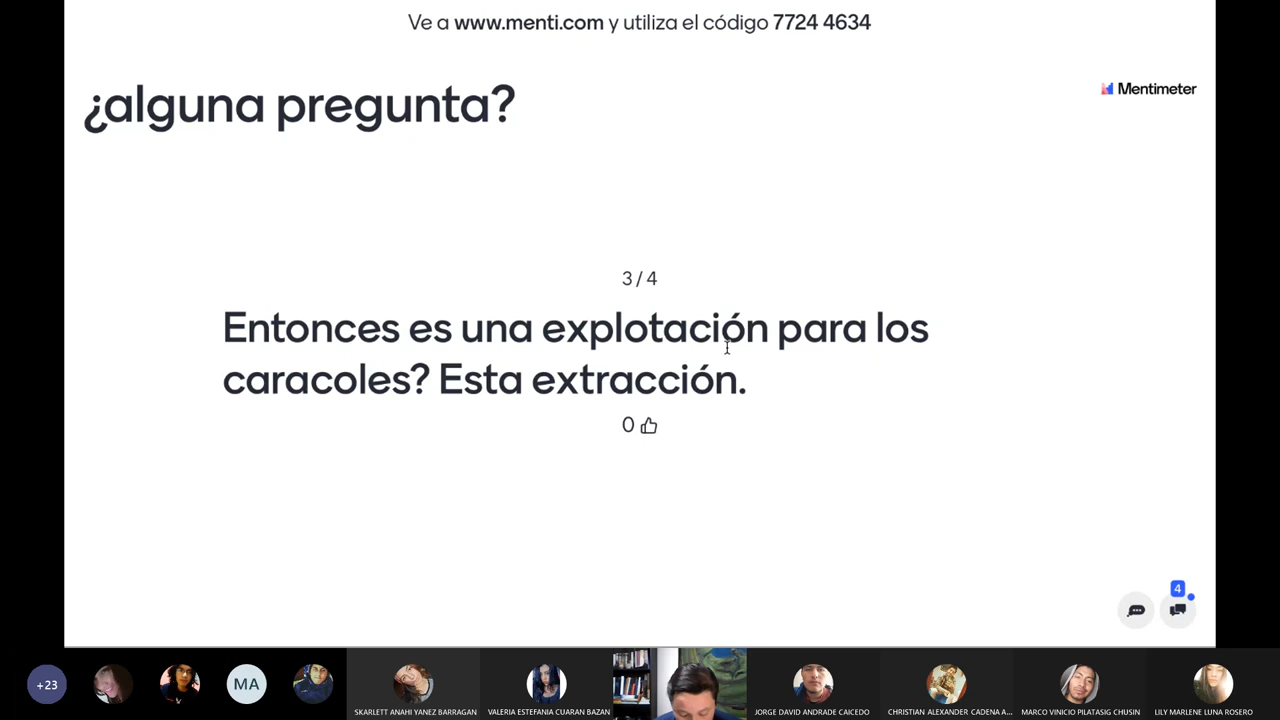 Ve a www.menti.com y utiliza el código 7724 4634
¿alguna pregunta?
Mentimeter
3 / 4
Entonces es una explotación para los
caracoles? Esta extracción.
0
4
+23
MA
SKARLETT ANAHI YANEZ BARRAGAN
VALERIA ESTEFANIA CUARAN BAZAN
JORGE DAVID ANDRADE CAICEDO
CHRISTIAN ALEXANDER CADENA A...
MARCO VINICIO PILATASIG CHUSIN
LILY MARLENE LUNA ROSERO